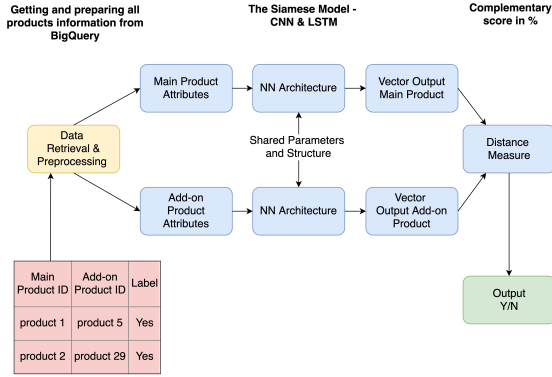 Getting and preparing all
products information from
BigQuery
The Siamese Model -
CNN & LSTM
Complementary
score in %
Main Product
Attributes
NN Architecture
Vector Output
Main Product
Data
Retrieval &
Preprocessing
Shared Parameters
and Structure
Distance
Measure
Add-on
Product
Attributes
NN Architecture
Vector
Output Add-on
Product
Main
Product ID
Add-on
Product ID
Label
product 1
product 5
Yes
product 2
product 29
Yes
Output
Y/N